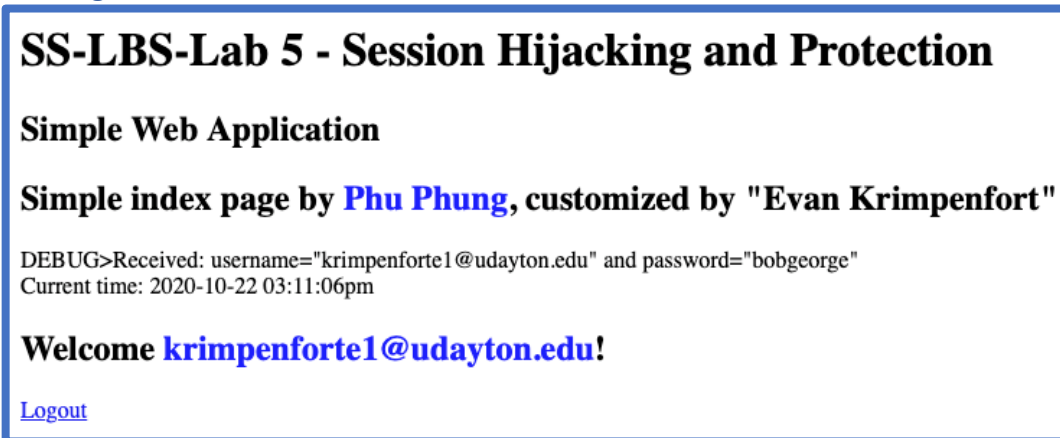 SS-LBS-Lab 5 - Session Hijacking and Protection
Simple Web Application
Simple index page by Phu Phung, customized by "Evan Krimpenfort"
DEBUG>Received: username="krimpenforte1@udayton.edu" and password="bobgeorge"
Current time: 2020-10-22 03:11:06pm
Welcome krimpenforte1@udayton.edu!
Logout